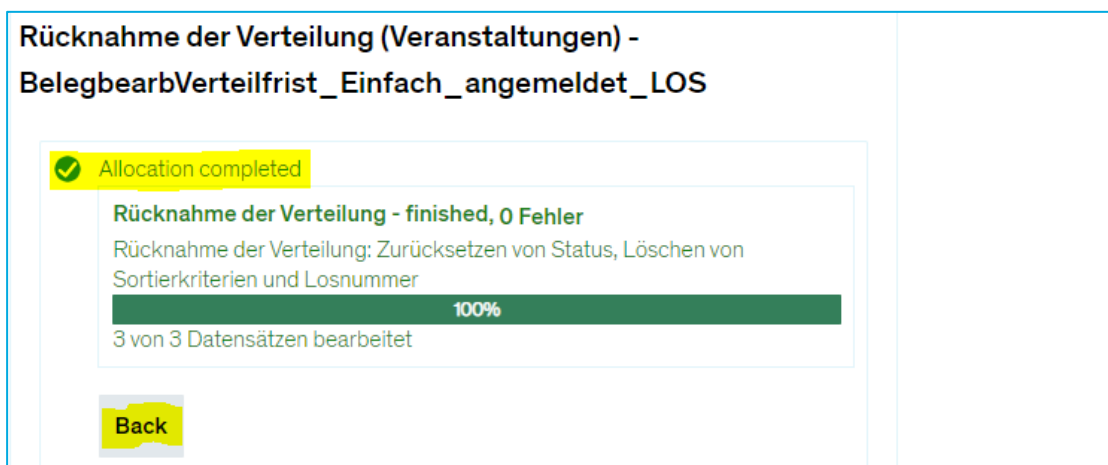 Rücknahme der Verteilung (Veranstaltungen) -
BelegbearbVerteilfrist_Einfach_angemeldet_LOS
Allocation completed
Rücknahme der Verteilung - finished, 0 Fehler
Rücknahme der Verteilung: Zurücksetzen von Status, Löschen von
Sortierkriterien und Losnummer
100%
3 von 3 Datensätzen bearbeitet
Back